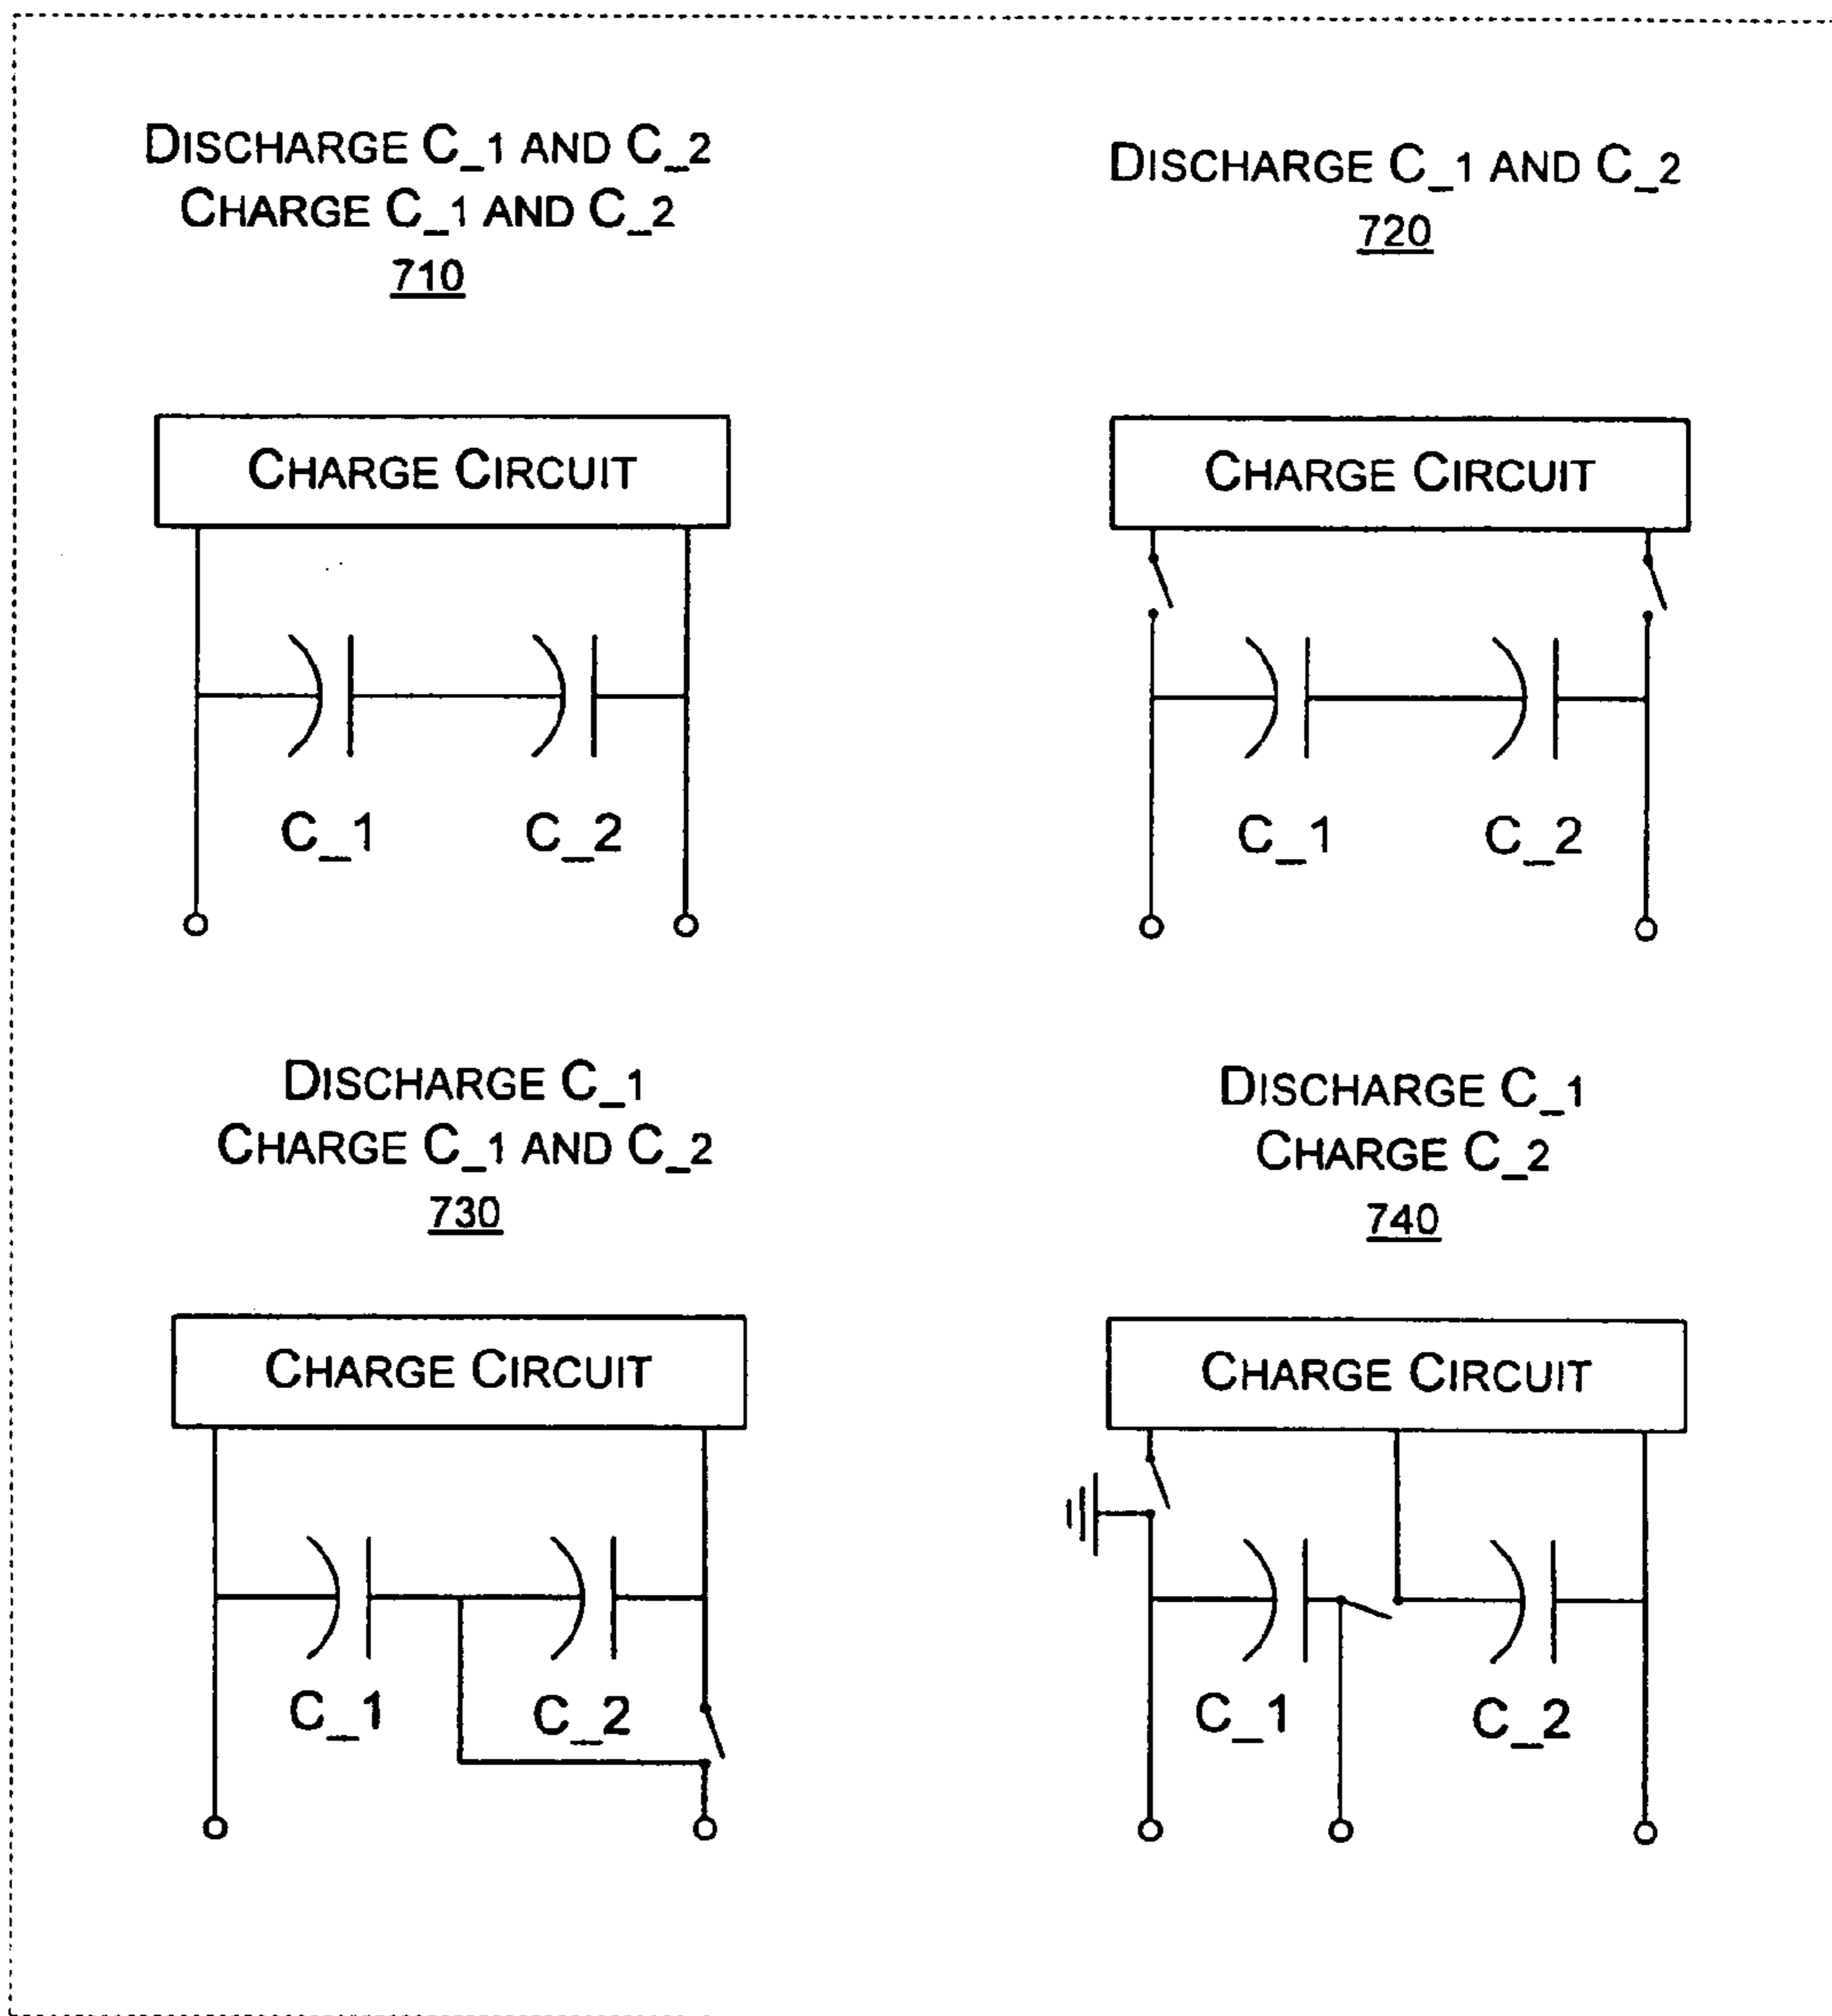 DISCHARGE C_1 AND C_2
CHARGE C_1 AND C_2
710
CHARGE CIRCUIT
C_1
C_2
DISCHARGE C_1 AND C_2
720
CHARGE CIRCUIT
C_1
C_2
DISCHARGE C_1
CHARGE C_1 AND C_2
730
CHARGE CIRCUIT
C_1
C_2
DISCHARGE C_1
CHARGE C_2
740
CHARGE CIRCUIT
C_1
C_2